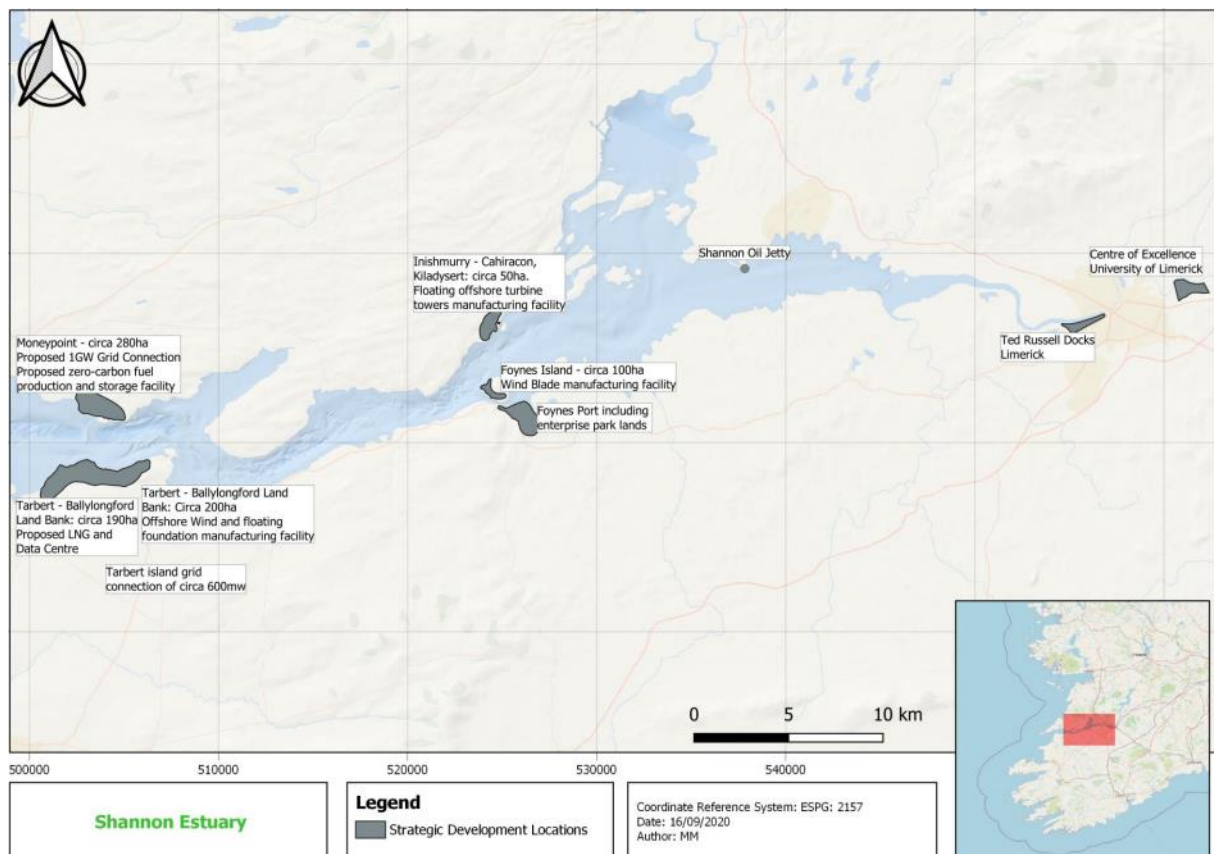 Shannon Oil Jetty
Centre of Excellence
University of Limerick
Inishmurry - Cahiracon,
Kiladysert: circa 50ha.
Floating offshore turbine
towers manufacturing facility
Ted Russell Docks
Limerick
Moneypoint - circa 280ha
Proposed 1GW Grid Connection
Proposed zero-carbon fuel
production and storage facility
Foynes Island - circa 100ha
Wind Blade manufacturing facility
Foynes Port including
enterprise park lands
Tarbert - Ballylongford
Land Bank: circa 190ha
Proposed LNG and
Data Centre
Tarbert - Ballylongford Land
Bank: Circa 200ha
Offshore Wind and floating
foundation manufacturing facility
Tarbert island grid
connection of circa 600mw
0 5 10 km
500000 510000 520000 530000 540000
Shannon Estuary
Legend
Strategic Development Locations
Coordinate Reference System: ESPG: 2157
Date: 16/09/2020
Author: MM